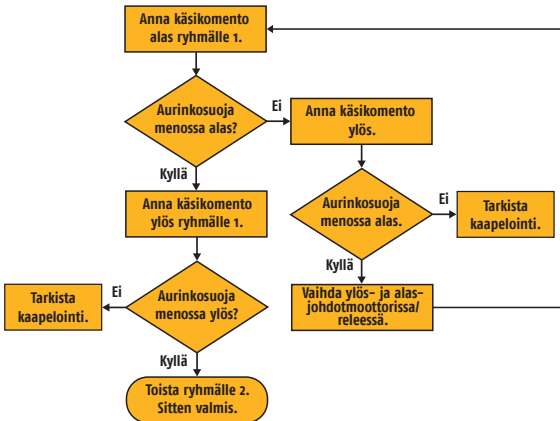 Anna käsikomento
alas ryhmälle 1.
Aurinkosuoja
menossa alas?
Ei
Anna käsikomento
ylös.
Kyllä
Anna käsikomento
ylös ryhmälle 1.
Aurinkosuoja
menossa alas.
Ei
Tarkista
kaapelointi.
Kyllä
Vaihda ylös- ja alas-
johdotmoottorissa/
releessä.
Aurinkosuoja
menossa ylös?
Ei
Tarkista
kaapelointi.
Kyllä
Toista ryhmälle 2.
Sitten valmis.